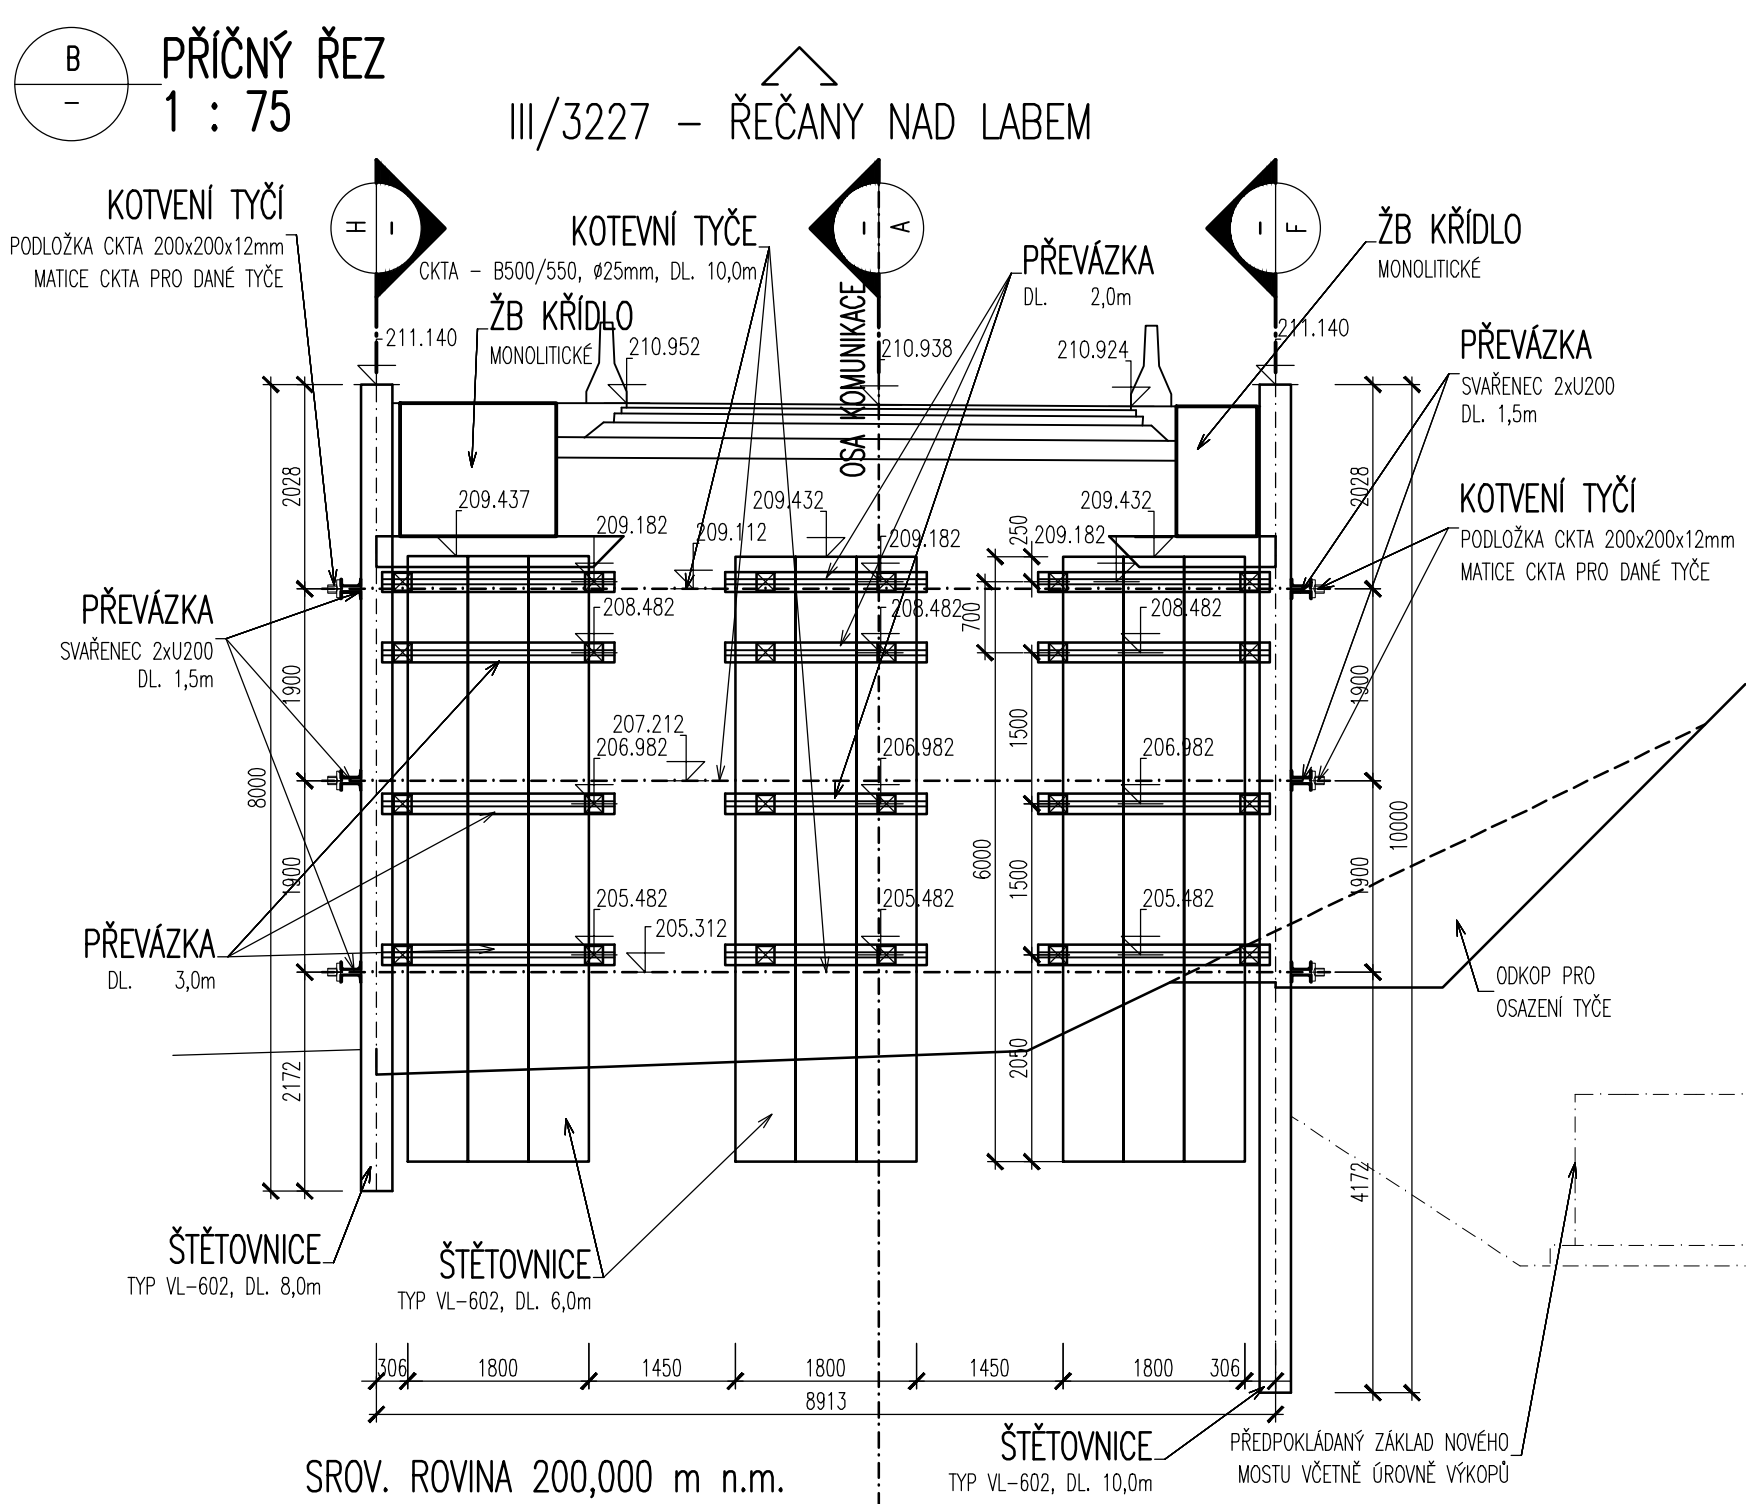 B
–
PŘÍČNÝ ŘEZ
1 : 75
III/3227 – ŘEČANY NAD LABEM
H
–
–
A
–
F
KOTVENÍ TYČÍ
PODLOŽKA CKTA 200x200x12mm
MATICE CKTA PRO DANÉ TYČE
KOTEVNÍ TYČE
CKTA – B500/550, ø25mm, DL. 10,0m
ŽB KŘÍDLO
MONOLITICKÉ
PŘEVÁZKA
DL. 2,0m
ŽB KŘÍDLO
MONOLITICKÉ
OSA KOMUNIKACE
211.140
210.952
210.938
210.924
211.140
PŘEVÁZKA
SVAŘENEC 2xU200
DL. 1,5m
KOTVENÍ TYČÍ
PODLOŽKA CKTA 200x200x12mm
MATICE CKTA PRO DANÉ TYČE
2028
2028
209.437
209.432
209.432
209.182
209.112
209.182
209.182
250
PŘEVÁZKA
SVAŘENEC 2xU200
DL. 1,5m
208.482
208.482
208.482
700
1900
1900
207.212
206.982
206.982
206.982
1500
8000
10000
6000
1900
1500
1900
205.482
205.312
205.482
205.482
PŘEVÁZKA
DL. 3,0m
ODKOP PRO
OSAZENÍ TYČE
2172
2050
4172
ŠTĚTOVNICE
TYP VL–602, DL. 8,0m
ŠTĚTOVNICE
TYP VL–602, DL. 6,0m
306
1800
1450
1800
1450
1800
306
8913
ŠTĚTOVNICE
TYP VL–602, DL. 10,0m
PŘEDPOKLÁDANÝ ZÁKLAD NOVÉHO
MOSTU VČETNĚ ÚROVNĚ VÝKOPŮ
SROV. ROVINA 200,000 m n.m.